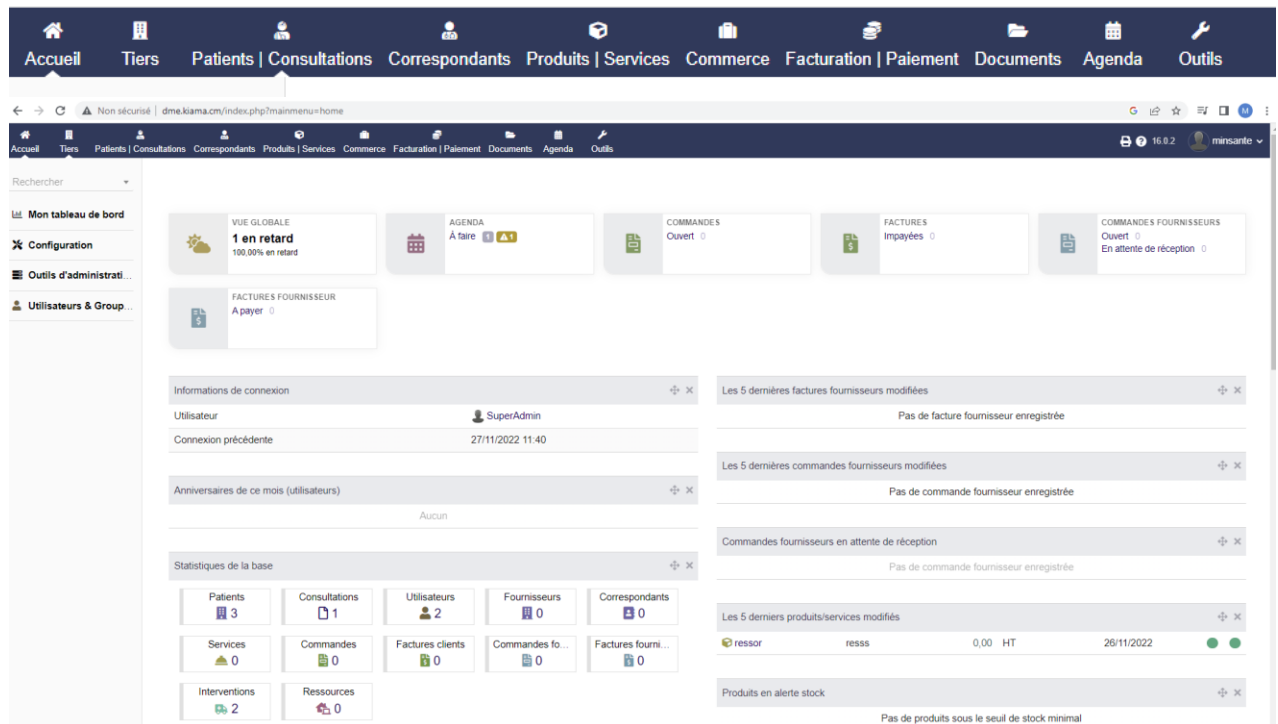 Accueil Tiers Patients | Consultations Correspondants Produits | Services Commerce Facturation | Paiement Documents Agenda Outils
Non sécurisé | dme.kiama.cm/index.php?mainmenu=home G M
Accueil Tiers Patients | Consultations Correspondants Produits | Services Commerce Facturation | Paiement Documents Agenda Outils 16.0.2 minsante
Rechercher
Mon tableau de bord
Configuration
Outils d'administrati...
Utilisateurs & Group...
VUE GLOBALE
1 en retard
100,00% en retard
AGENDA
À faire 1 1
COMMANDES
Ouvert 0
FACTURES
Impayées 0
COMMANDES FOURNISSEURS
Ouvert 0
En attente de réception 0
FACTURES FOURNISSEUR
A payer 0
Informations de connexion
Utilisateur SuperAdmin
Connexion précédente 27/11/2022 11:40
Anniversaires de ce mois (utilisateurs)
Aucun
Statistiques de la base
Patients
3
Consultations
1
Utilisateurs
2
Fournisseurs
0
Correspondants
0
Services
0
Commandes
0
Factures clients
0
Commandes fo...
0
Factures fourni...
0
Interventions
2
Ressources
0
Les 5 dernières factures fournisseurs modifiées
Pas de facture fournisseur enregistrée
Les 5 dernières commandes fournisseurs modifiées
Pas de commande fournisseur enregistrée
Commandes fournisseurs en attente de réception
Pas de commande fournisseur enregistrée
Les 5 derniers produits/services modifiés
ressor resss 0,00 HT 26/11/2022
Produits en alerte stock
Pas de produits sous le seuil de stock minimal